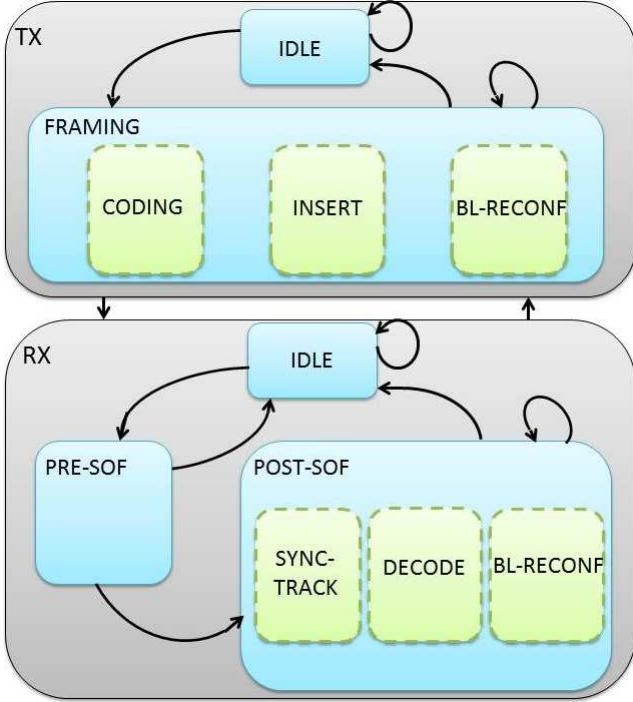 TX
IDLE
FRAMING
CODING
INSERT
BL-RECONF
RX
IDLE
PRE-SOF
POST-SOF
SYNC-
TRACK
DECODE
BL-RECONF